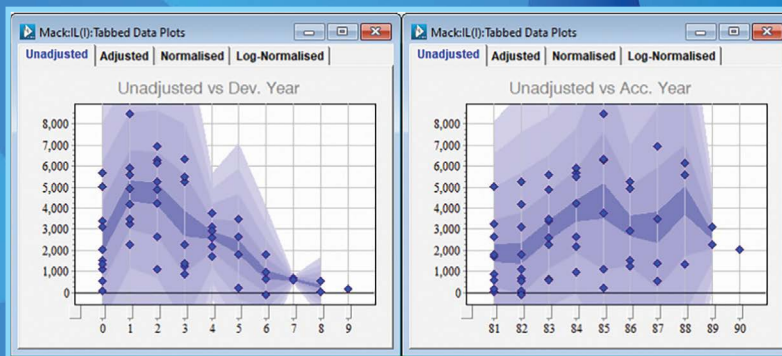 Mack:IL(I):Tabbed Data Plots
Unadjusted Adjusted Normalised Log-Normalised
Unadjusted vs Dev. Year
8,000
7,000
6,000
5,000
4,000
3,000
2,000
1,000
0
0 1 2 3 4 5 6 7 8 9
Mack:IL(I):Tabbed Data Plots
Unadjusted Adjusted Normalised Log-Normalised
Unadjusted vs Acc. Year
8,000
7,000
6,000
5,000
4,000
3,000
2,000
1,000
0
81 82 83 84 85 86 87 88 89 90